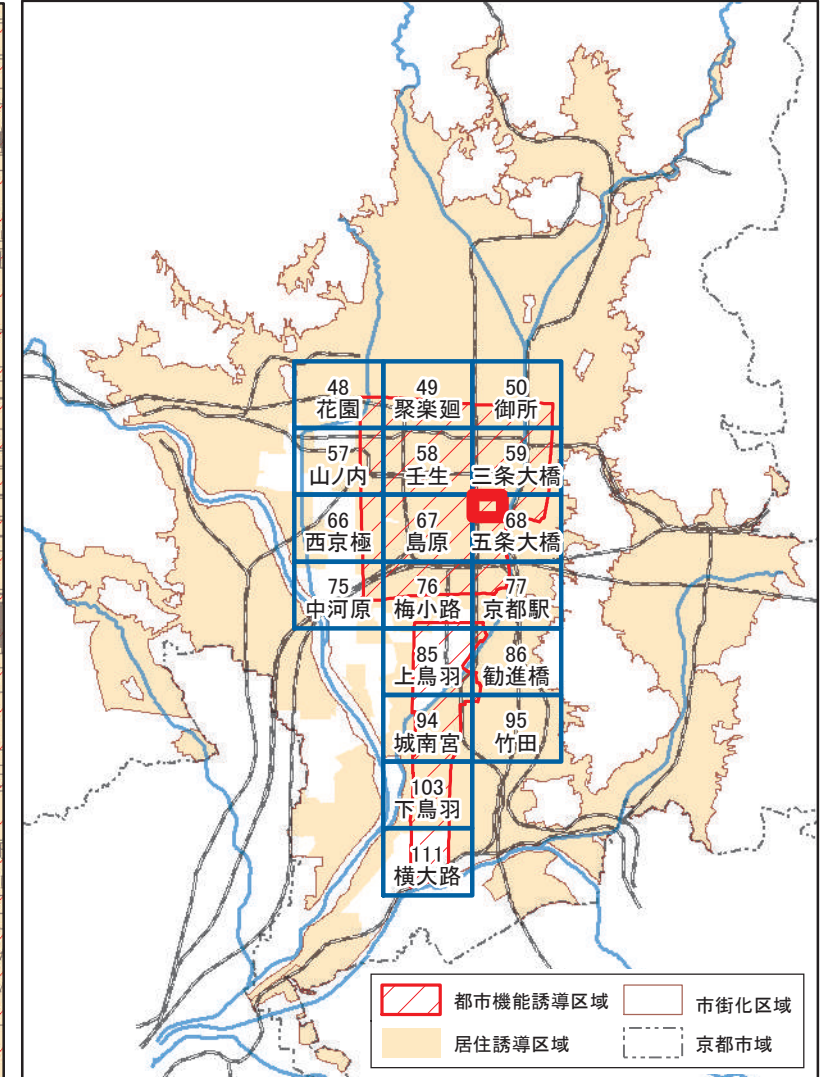 48
花園
49
聚楽廻
50
御所
57
山ノ内
58
壬生
59
三条大橋
66
西京極
67
島原
68
五条大橋
75
中河原
76
梅小路
77
京都駅
85
上鳥羽
86
勧進橋
94
城南宮
95
竹田
103
下鳥羽
111
横大路
都市機能誘導区域
市街化区域
居住誘導区域
京都市域